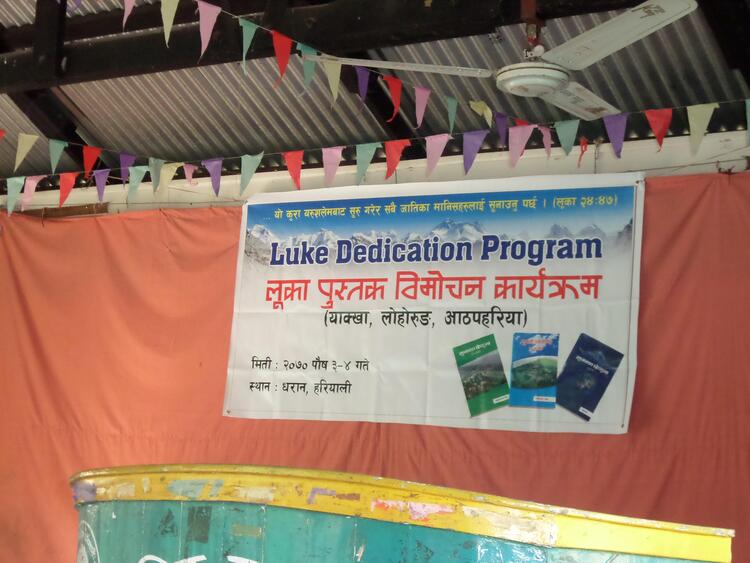 ... यो कुरा यरूशलेमबाट सुरु गरेर सबै जातिका मानिसहरूलाई सुनाउनु पर्छ । (लूका २४:४७)
Luke Dedication Program
लूका पुस्तक विमोचन कार्यक्रम
(याक्खा, लोहोरुङ, आठपहरिया)
मिती : २०७० पौष ३-४ गते
स्थान : धरान, हरियाली